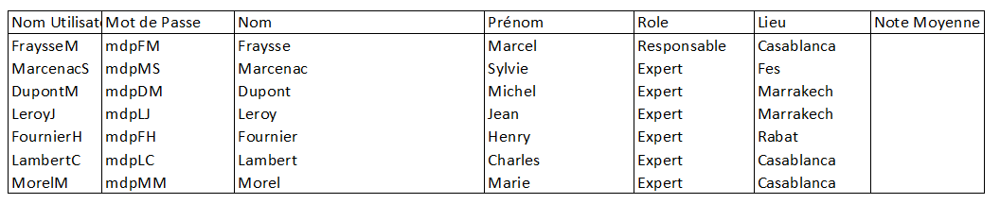 Nom Utilisat Mot de Passe Nom Prénom Role Lieu Note Moyenne
FraysseM mdpFM Fraysse Marcel Responsable Casablanca
MarcenacS mdpMS Marcenac Sylvie Expert Fes
DupontM mdpDM Dupont Michel Expert Marrakech
LeroyJ mdpLJ Leroy Jean Expert Marrakech
FournierH mdpFH Fournier Henry Expert Rabat
LambertC mdpLC Lambert Charles Expert Casablanca
MorelM mdpMM Morel Marie Expert Casablanca